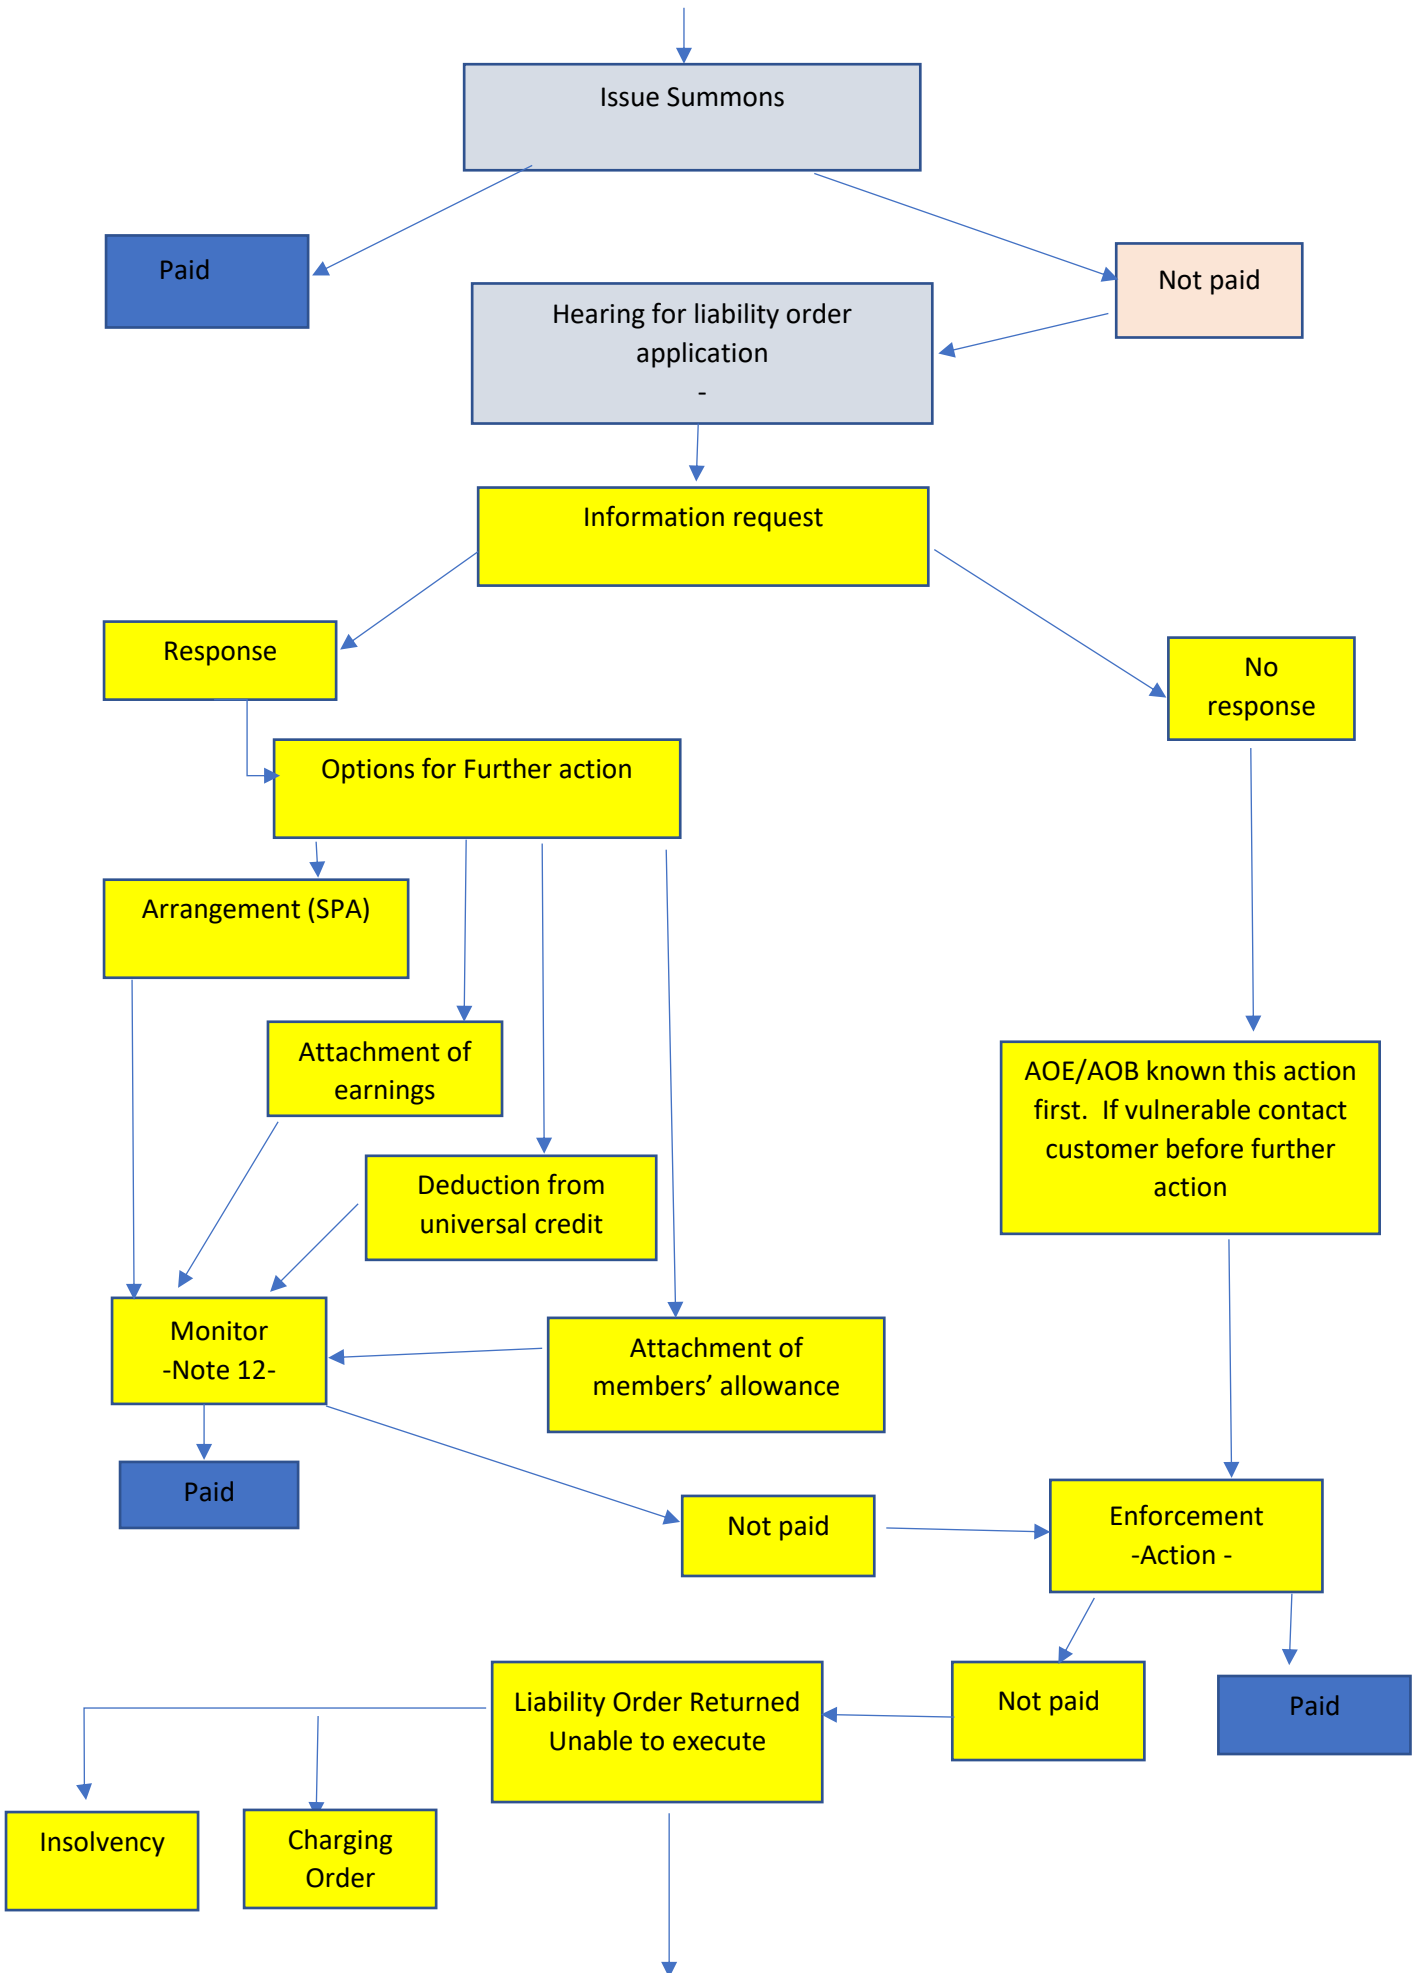 Issue Summons
Paid
Not paid
Hearing for liability order
application
-
Information request
Response
No
response
Options for Further action
Arrangement (SPA)
Attachment of
earnings
AOE/AOB known this action
first.  If vulnerable contact
customer before further
action
Deduction from
universal credit
Monitor
-Note 12-
Attachment of
members’ allowance
Paid
Not paid
Enforcement
-Action -
Liability Order Returned
Unable to execute
Not paid
Paid
Insolvency
Charging
Order